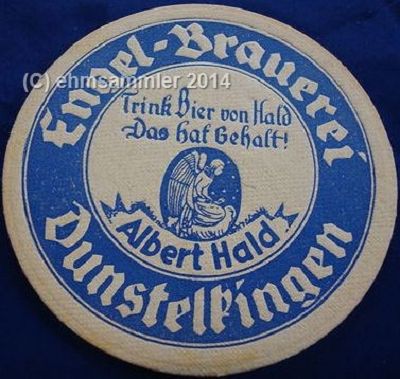 Engel-Brauerei
(C) ehmsammler 2014
Trink Bier von Hald
Das hat Gehalt!
Albert Hald
Dunstelkingen